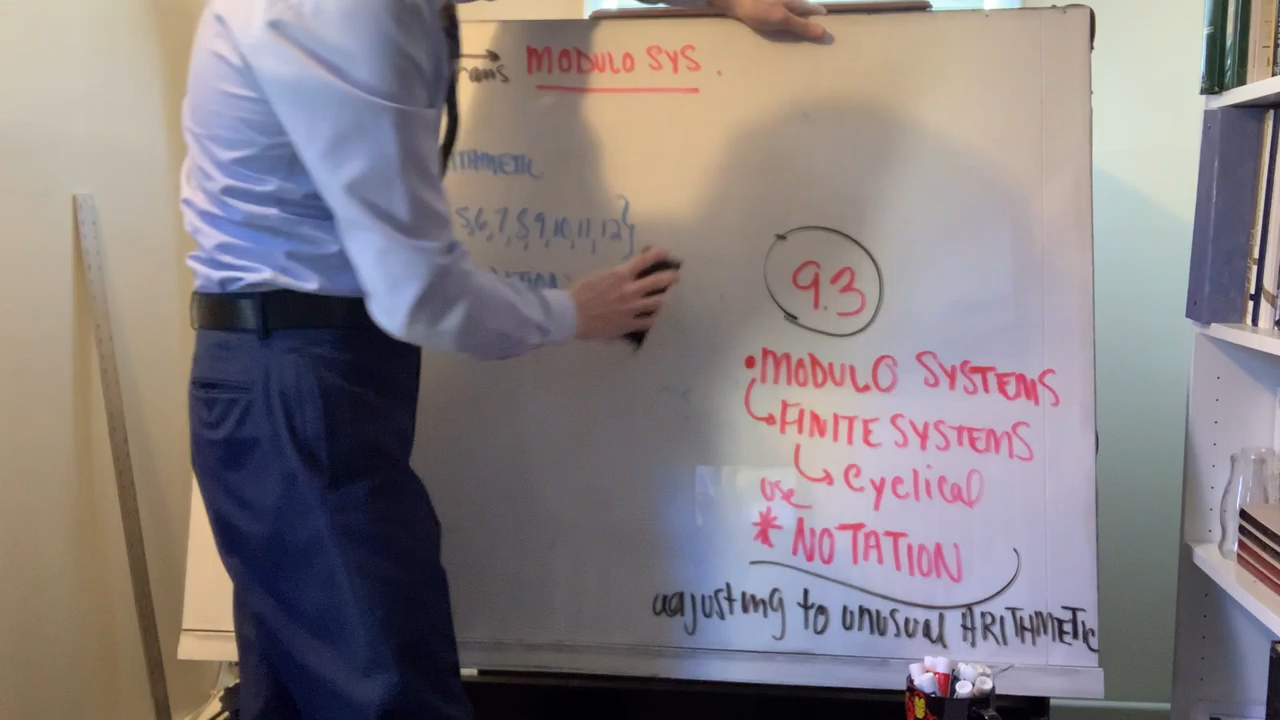 MODULO SYS.
5,6,7,8,9,10,11,12}
9.3
• MODULO SYSTEMS
FINITE SYSTEMS
cyclical
use
* NOTATION
adjusting to unusual ARITHMETIC